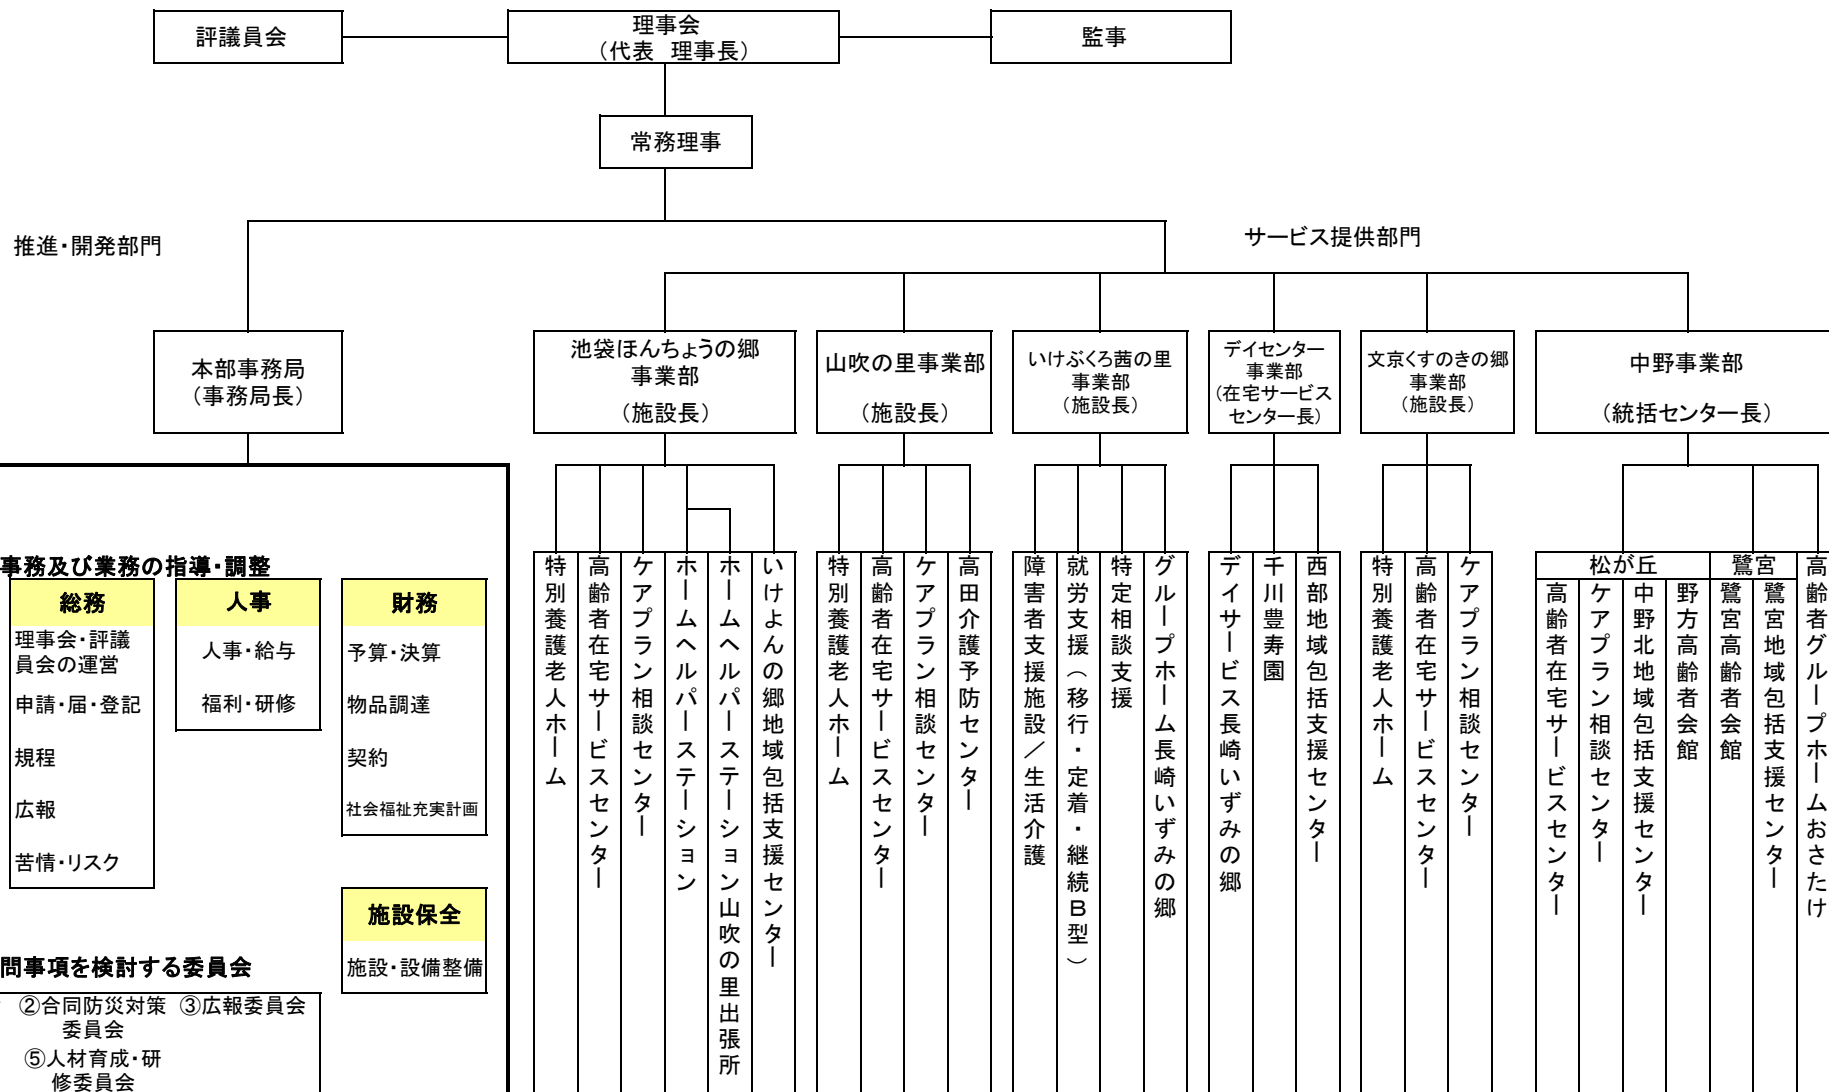 評議員会
理事会
（代表　理事長）
監事
常務理事
推進・開発部門
サービス提供部門
本部事務局
（事務局長）
池袋ほんちょうの郷
事業部
（施設長）
山吹の里事業部
（施設長）
いけぶくろ茜の里
事業部
（施設長）
デイセンター
事業部
（在宅サービス
センター長）
文京くすのきの郷
事業部
（施設長）
中野事業部
（統括センター長）
事務及び業務の指導・調整
総務
理事会・評議
員会の運営
申請・届・登記
規程
広報
苦情・リスク
人事
人事・給与
福利・研修
財務
予算・決算
物品調達
契約
社会福祉充実計画
施設保全
施設・設備整備
問事項を検討する委員会
②合同防災対策
委員会
③広報委員会
⑤人材育成・研
修委員会
特別養護老人ホーム
高齢者在宅サービスセンター
ケアプラン相談センター
ホームヘルパーステーション
ホームヘルパーステーション山吹の里出張所
いけよんの郷地域包括支援センター
特別養護老人ホーム
高齢者在宅サービスセンター
ケアプラン相談センター
高田介護予防センター
障害者支援施設／生活介護
就労支援（移行・定着・継続Ｂ型）
特定相談支援
グループホーム長崎いずみの郷
デイサービス長崎いずみの郷
千川豊寿園
西部地域包括支援センター
特別養護老人ホーム
高齢者在宅サービスセンター
ケアプラン相談センター
松が丘
高齢者在宅サービスセンター
ケアプラン相談センター
中野北地域包括支援センター
野方高齢者会館
鷺宮
鷺宮高齢者会館
鷺宮地域包括支援センター
高齢者グループホームおさたけ